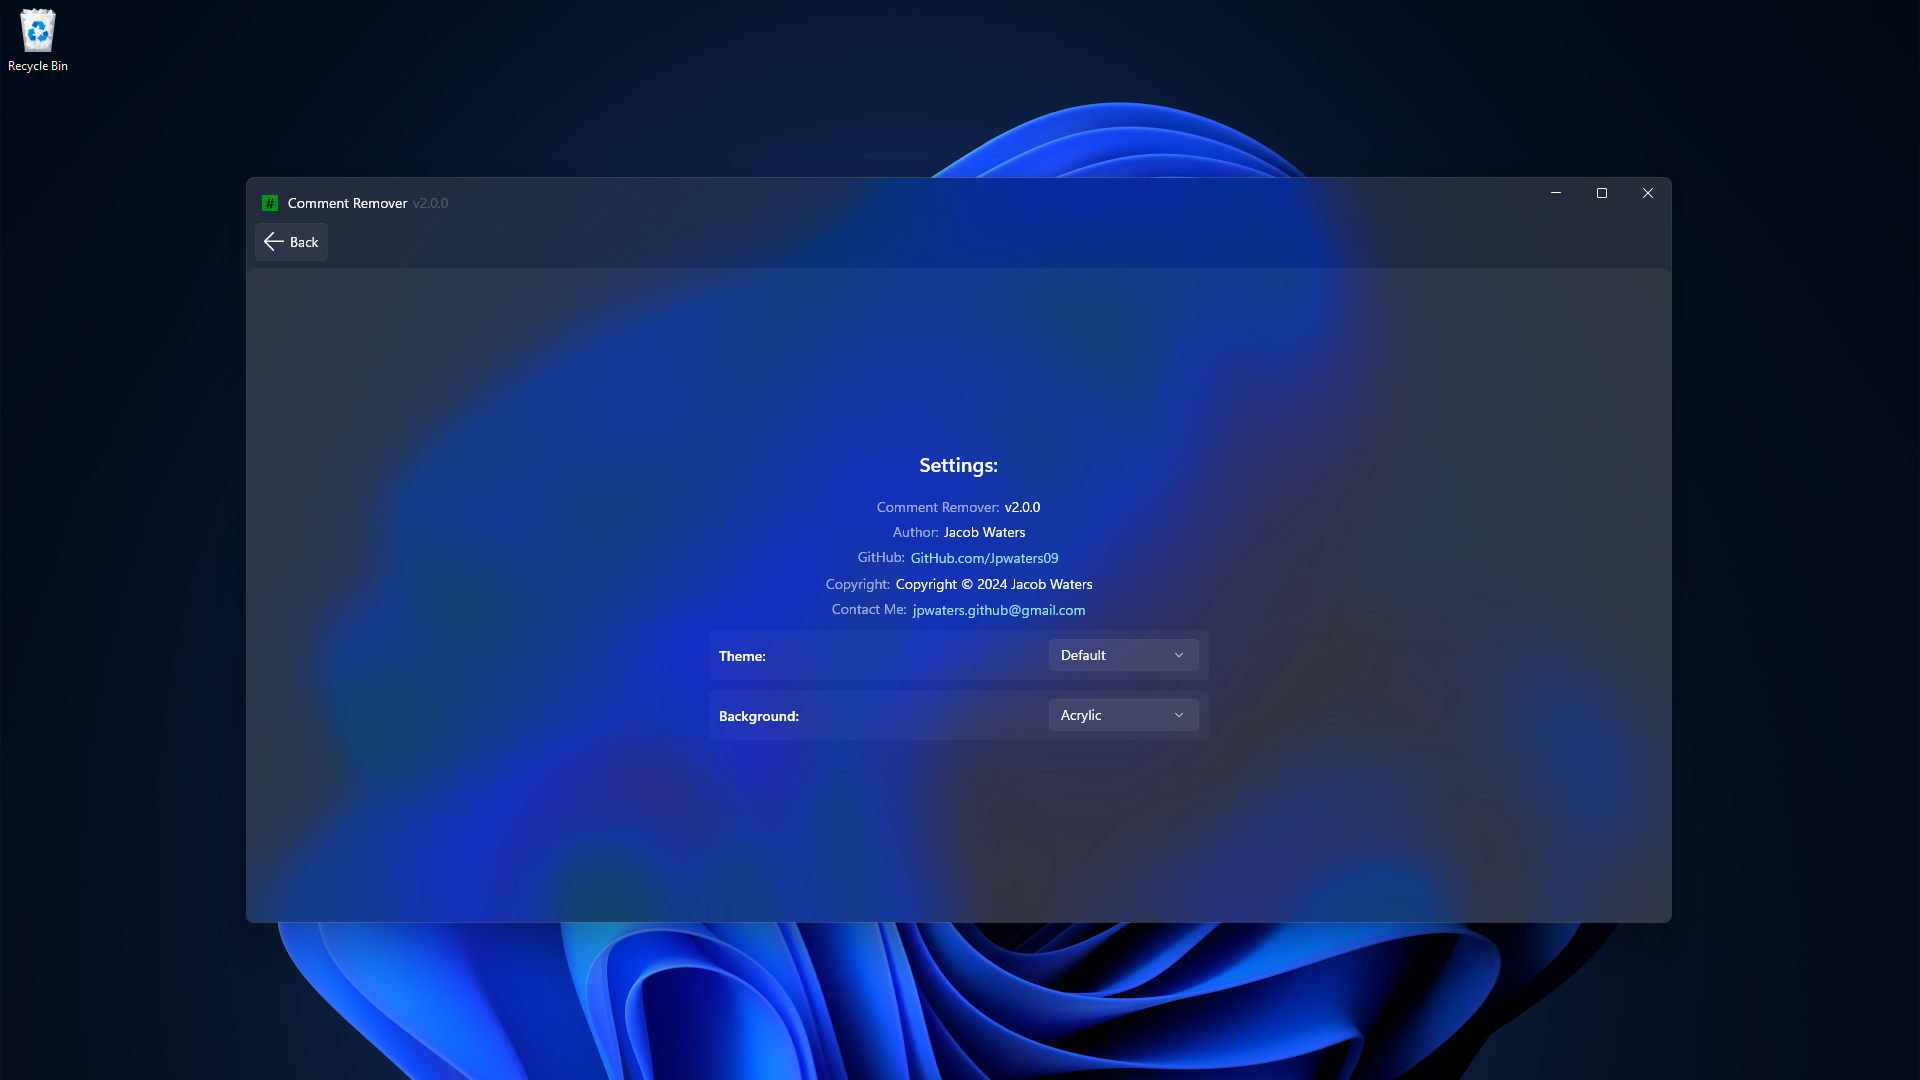 Recycle Bin
# Comment Remover v2.0.0
Back
Settings:
Comment Remover: v2.0.0
Author: Jacob Waters
GitHub: GitHub.com/Jpwaters09
Copyright: Copyright © 2024 Jacob Waters
Contact Me: jpwaters.github@gmail.com
Theme: Default
Background: Acrylic